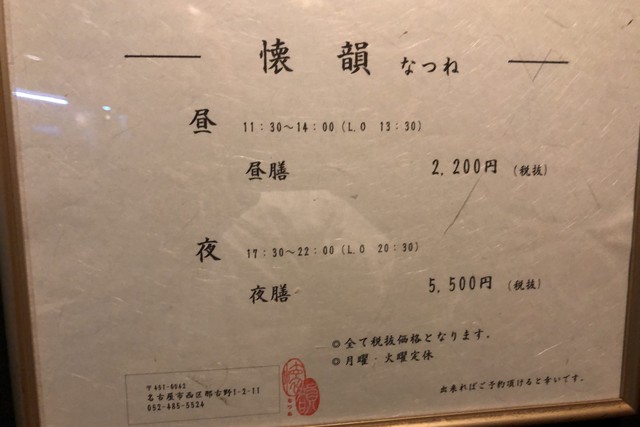 懐韻 なつね
昼 11:30～14:00(L.O 13:30)
昼膳 2,200円 (税抜)
夜 17:30～22:00(L.O 20:30)
夜膳 5,500円 (税抜)
◎全て税抜価格となります。
◎月曜・火曜定休
出来ればご予約頂けると幸いです。
〒451-0042
名古屋市西区那古野1-2-11
052-485-5524